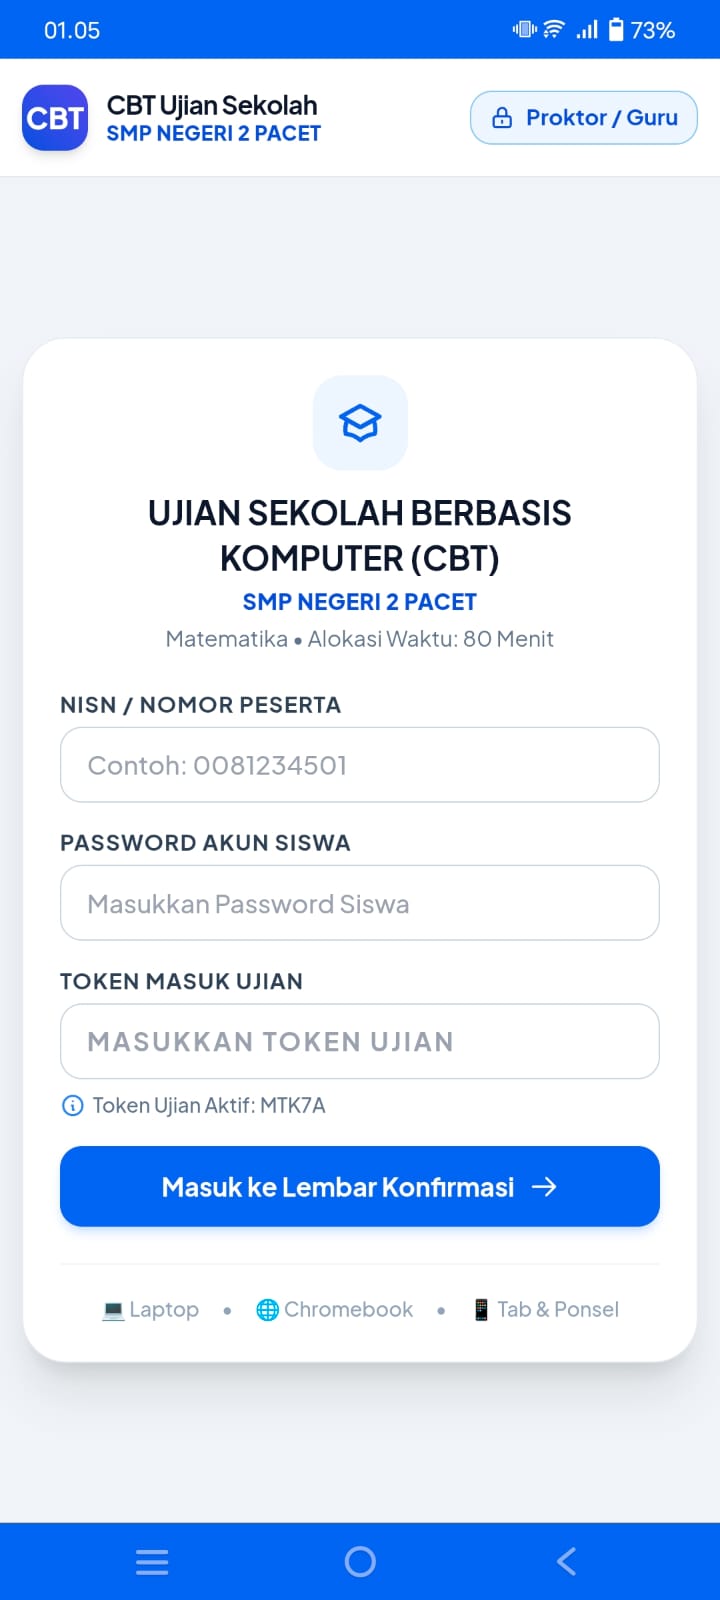 01.05
73%
CBT
CBT Ujian Sekolah
SMP NEGERI 2 PACET
Proktor / Guru
UJIAN SEKOLAH BERBASIS
KOMPUTER (CBT)
SMP NEGERI 2 PACET
Matematika • Alokasi Waktu: 80 Menit
NISN / NOMOR PESERTA
Contoh: 0081234501
PASSWORD AKUN SISWA
Masukkan Password Siswa
TOKEN MASUK UJIAN
MASUKKAN TOKEN UJIAN
Token Ujian Aktif: MTK7A
Masuk ke Lembar Konfirmasi →
Laptop • Chromebook • Tab & Ponsel